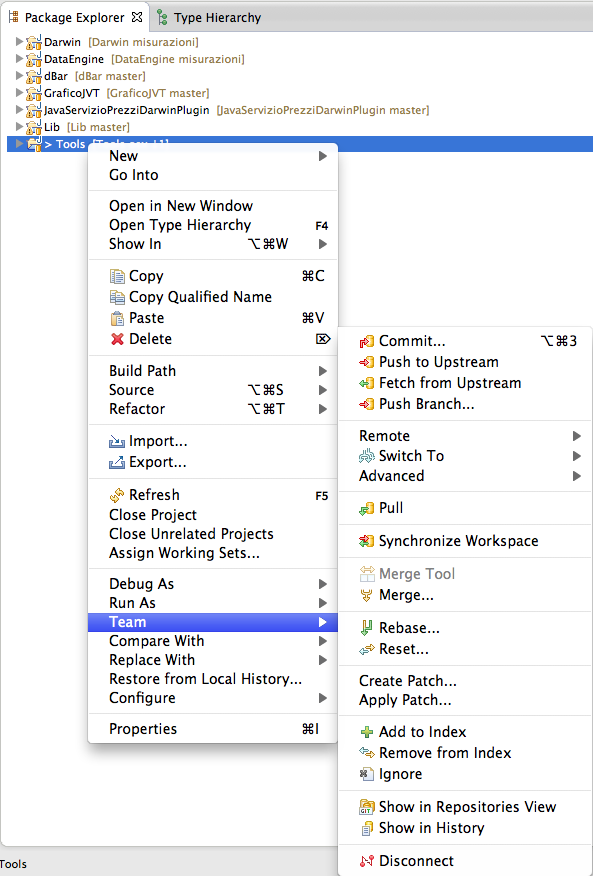 Package Explorer Type Hierarchy
Darwin [Darwin misurazioni]
DataEngine [DataEngine misurazioni]
dBar [dBar master]
GraficoJVT [GraficoJVT master]
JavaServizioPrezziDarwinPlugin [JavaServizioPrezziDarwinPlugin master]
Lib [Lib master]
> Tools
New
Go Into
Open in New Window
Open Type Hierarchy F4
Show In ⌥⌘W
Copy ⌘C
Copy Qualified Name
Paste ⌘V
Delete ⌦
Build Path
Source ⌥⌘S
Refactor ⌥⌘T
Import...
Export...
Refresh F5
Close Project
Close Unrelated Projects
Assign Working Sets...
Debug As
Run As
Team
Compare With
Replace With
Restore from Local History...
Configure
Properties ⌘I
Commit... ⌥⌘3
Push to Upstream
Fetch from Upstream
Push Branch...
Remote
Switch To
Advanced
Pull
Synchronize Workspace
Merge Tool
Merge...
Rebase...
Reset...
Create Patch...
Apply Patch...
Add to Index
Remove from Index
Ignore
Show in Repositories View
Show in History
Disconnect
Tools